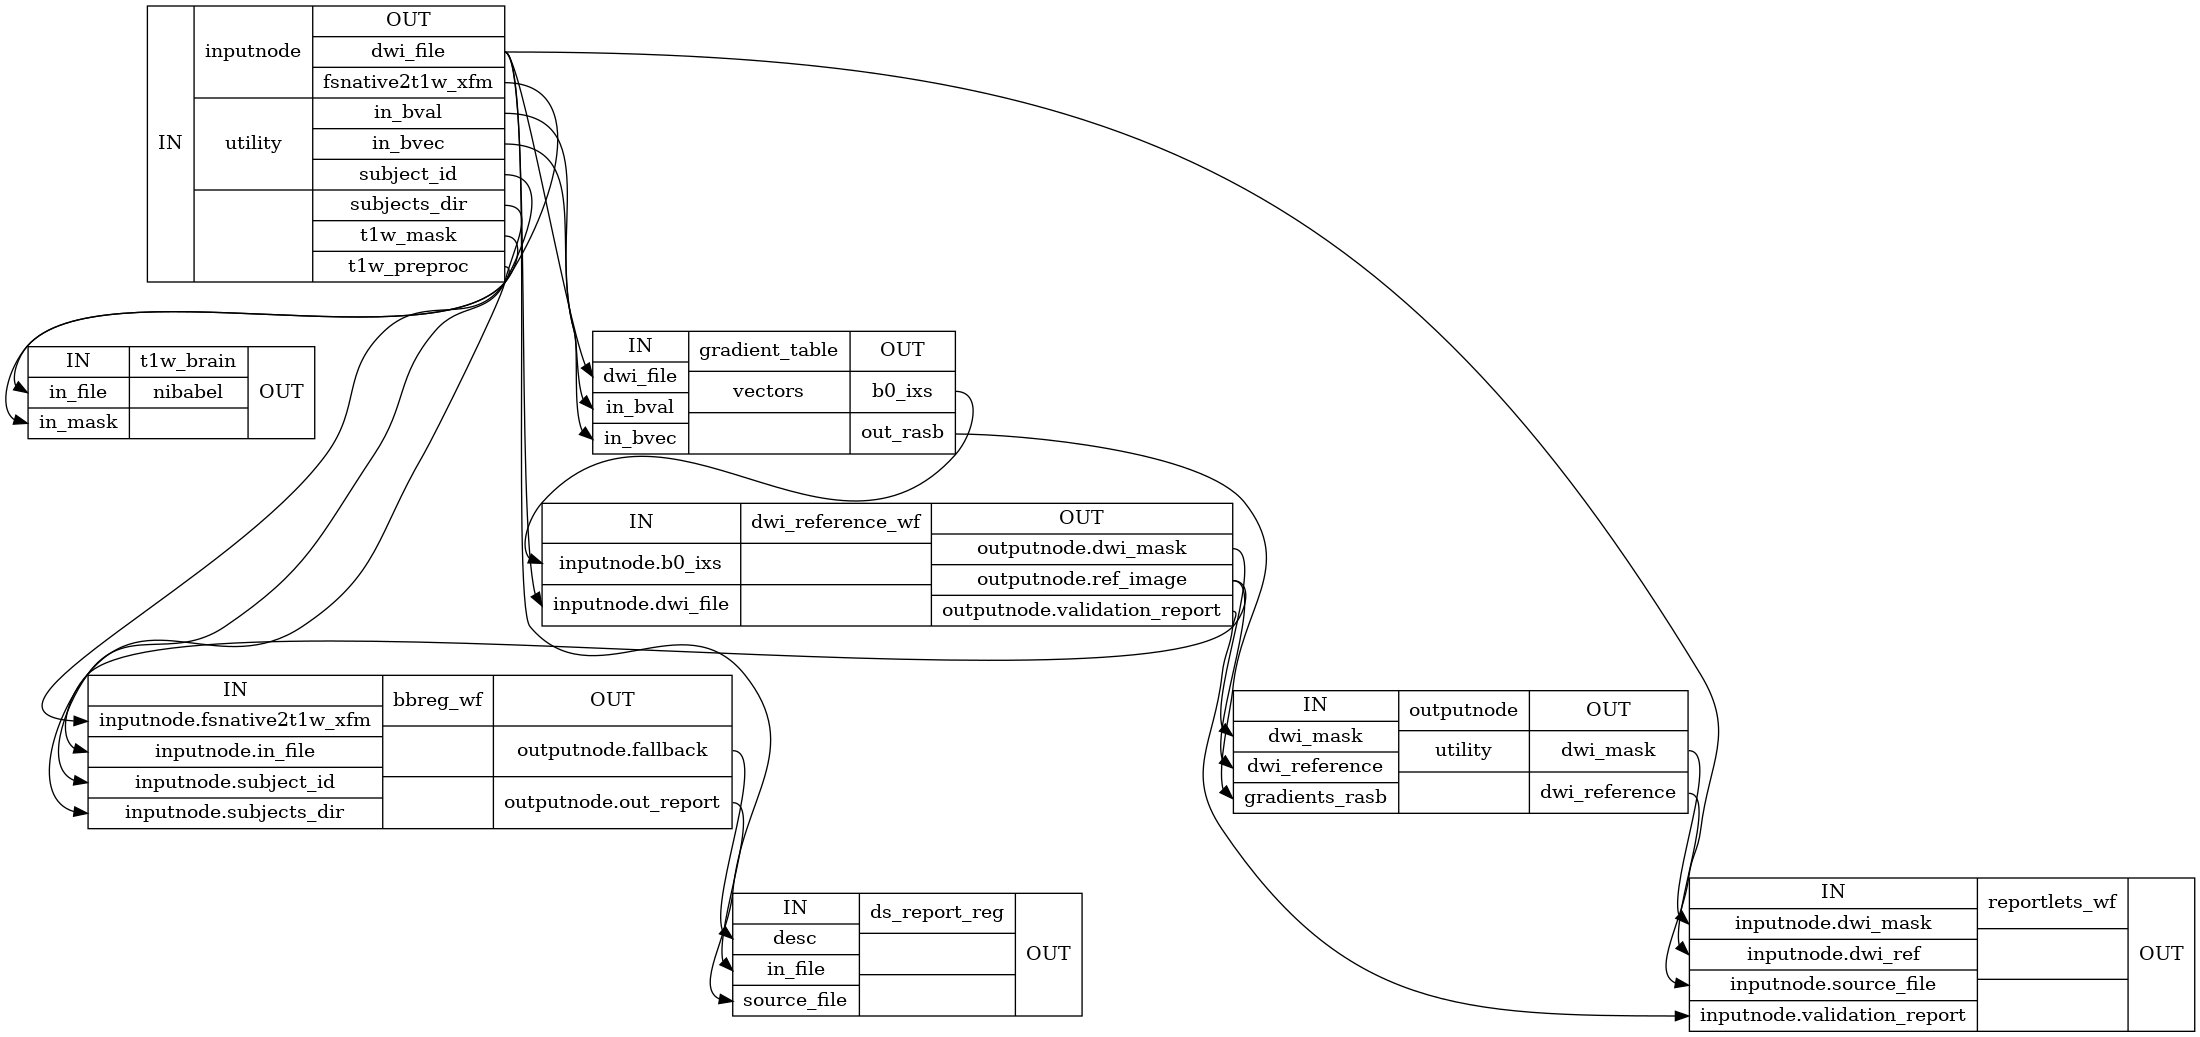 IN
inputnode
utility
OUT
dwi_file
fsnative2t1w_xfm
in_bval
in_bvec
subject_id
subjects_dir
t1w_mask
t1w_preproc
IN
in_file
in_mask
t1w_brain
nibabel
OUT
IN
dwi_file
in_bval
in_bvec
gradient_table
vectors
OUT
b0_ixs
out_rasb
IN
inputnode.b0_ixs
inputnode.dwi_file
dwi_reference_wf
OUT
outputnode.dwi_mask
outputnode.ref_image
outputnode.validation_report
IN
inputnode.fsnative2t1w_xfm
inputnode.in_file
inputnode.subject_id
inputnode.subjects_dir
bbreg_wf
OUT
outputnode.fallback
outputnode.out_report
IN
dwi_mask
dwi_reference
gradients_rasb
outputnode
utility
OUT
dwi_mask
dwi_reference
IN
desc
in_file
source_file
ds_report_reg
OUT
IN
inputnode.dwi_mask
inputnode.dwi_ref
inputnode.source_file
inputnode.validation_report
reportlets_wf
OUT